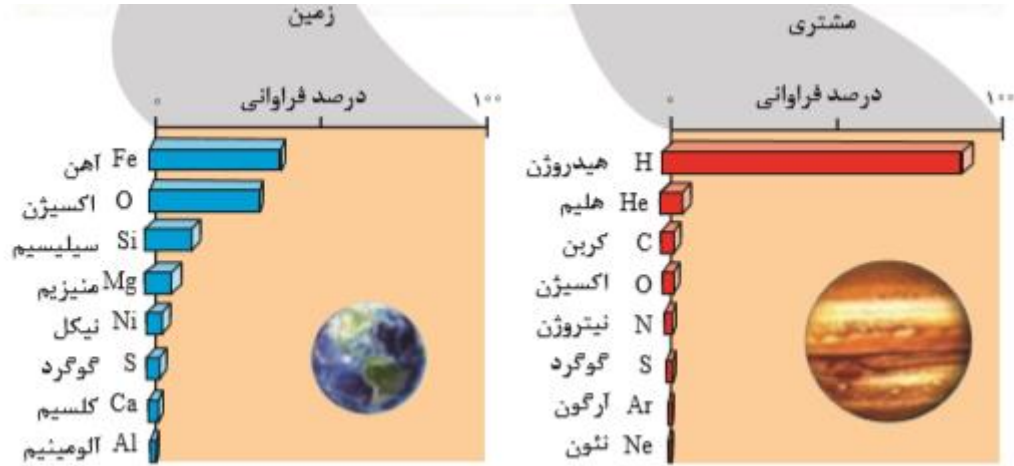 زمین
درصد فراوانی
۰
۱۰۰
آهن Fe
اکسیژن O
سیلیسیم Si
منیزیم Mg
نیکل Ni
گوگرد S
کلسیم Ca
آلومینیم Al
مشتری
درصد فراوانی
۰
۱۰۰
هیدروژن H
هلیم He
کربن C
اکسیژن O
نیتروژن N
گوگرد S
آرگون Ar
نئون Ne